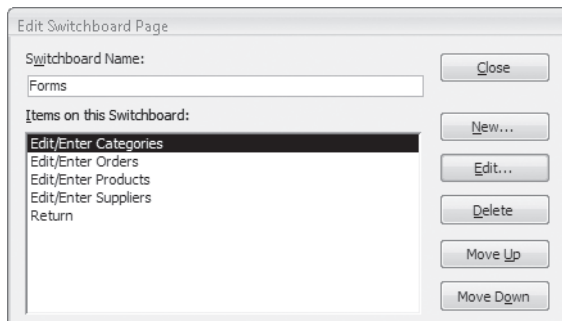 Edit Switchboard Page
Switchboard Name:
Close
Forms
Items on this Switchboard:
New...
Edit/Enter Categories
Edit/Enter Orders
Edit...
Edit/Enter Products
Edit/Enter Suppliers
Delete
Return
Move Up
Move Down